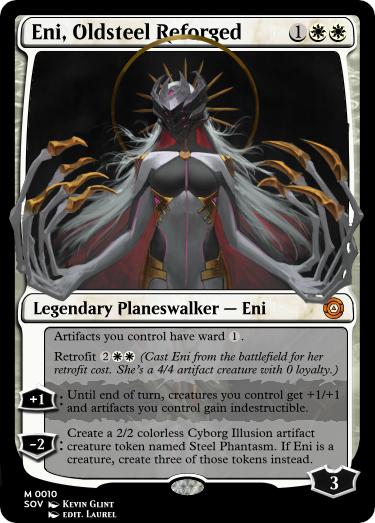 Eni, Oldsteel Reforged 1
Legendary Planeswalker — Eni
Artifacts you control have ward 1.
Retrofit 2 (Cast Eni from the battlefield for her
retrofit cost. She's a 4/4 artifact creature with 0 loyalty.)
+1: Until end of turn, creatures you control get +1/+1
and artifacts you control gain indestructible.
-2: Create a 2/2 colorless Cyborg Illusion artifact
creature token named Steel Phantasm. If Eni is a
creature, create three of those tokens instead.
3
M 0010
SOV Kevin Glint
edit. Laurel